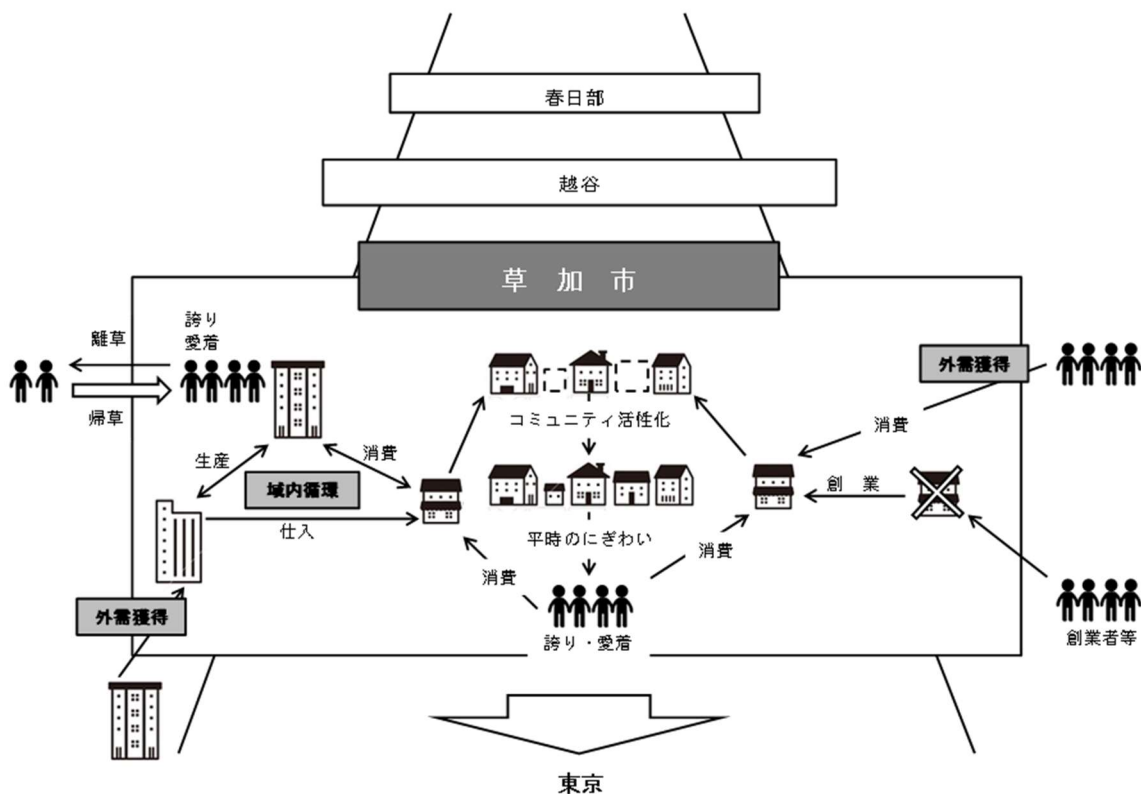 春日部
越谷
草加市
誇り
愛着
離草
帰草
外需獲得
消費
コミュニティ活性化
生産
消費
域内循環
創業
仕入
平時のにぎわい
消費
消費
外需獲得
誇り・愛着
創業者等
東京